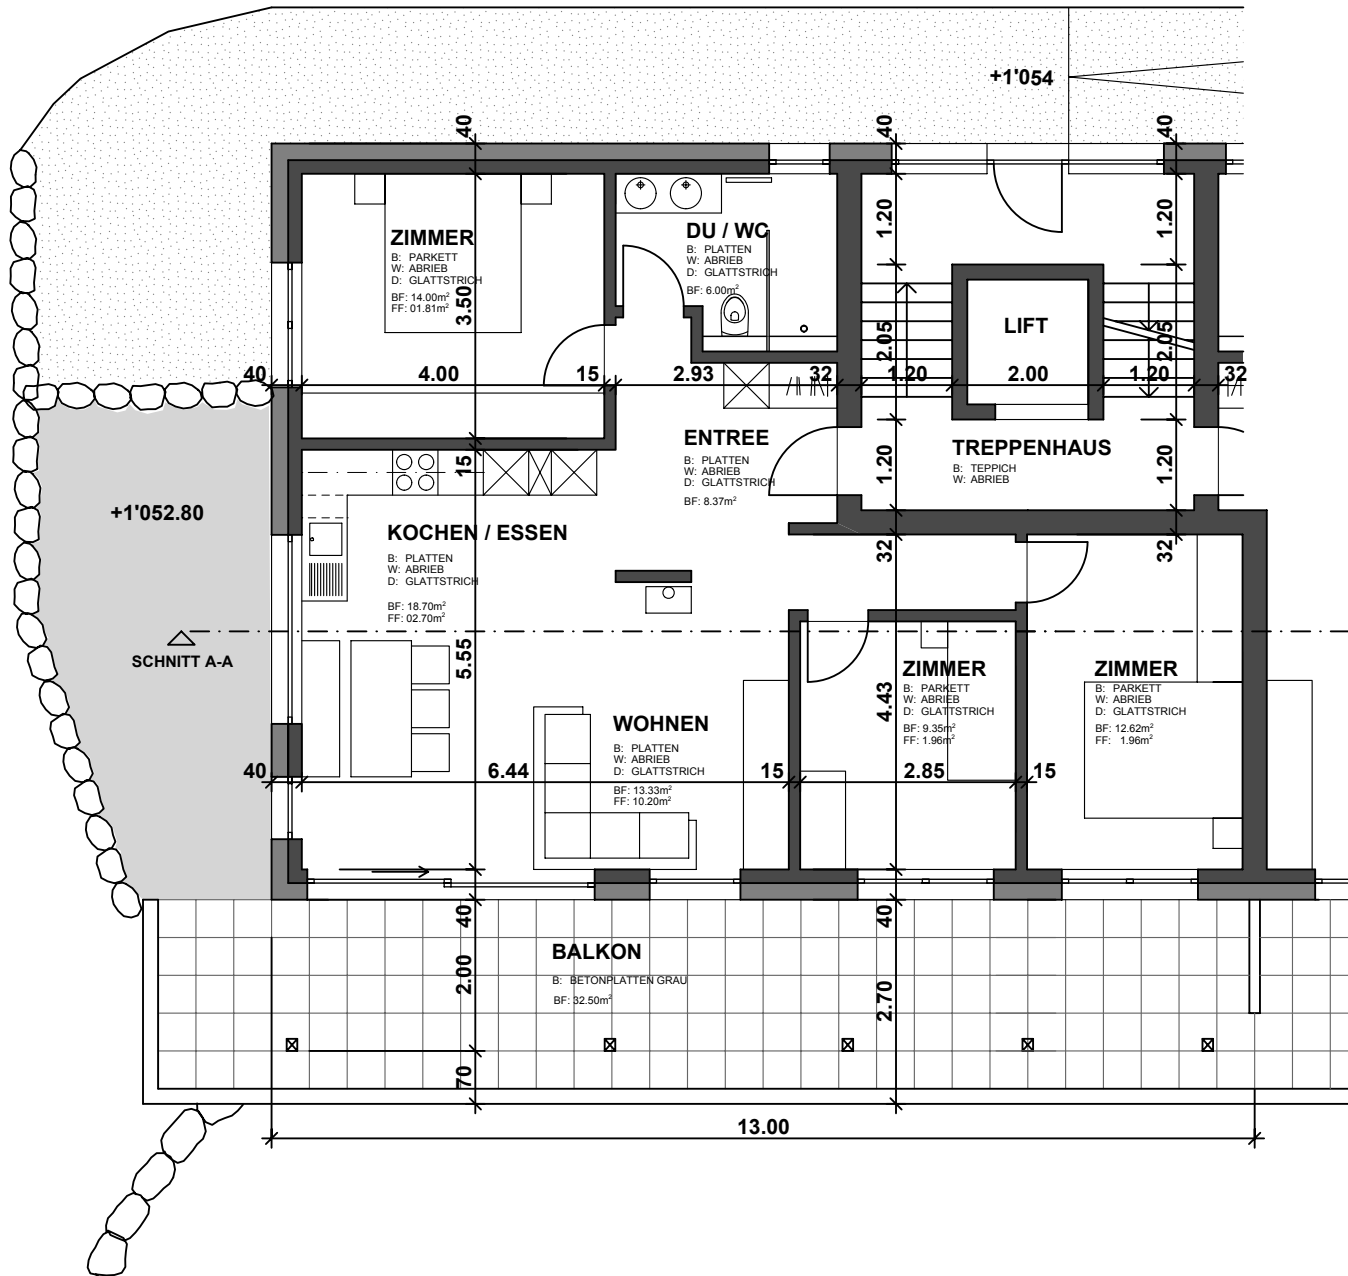 +1'054
40
40
40
ZIMMER
B: PARKETT
W: ABRIEB
D: GLATTSTRICH
BF: 14.00m²
FF: 01.81m²
3.50
DU / WC
B: PLATTEN
W: ABRIEB
D: GLATTSTRICH
BF: 6.00m²
1.20
1.20
LIFT
2.05
2.05
40
4.00
15
2.93
32
1.20
2.00
1.20
32
ENTREE
B: PLATTEN
W: ABRIEB
D: GLATTSTRICH
BF: 8.37m²
TREPPENHAUS
B: TEPPICH
W: ABRIEB
1.20
1.20
15
+1'052.80
KOCHEN / ESSEN
B: PLATTEN
W: ABRIEB
D: GLATTSTRICH
BF: 18.70m²
FF: 02.70m²
32
32
SCHNITT A-A
5.55
4.43
ZIMMER
B: PARKETT
W: ABRIEB
D: GLATTSTRICH
BF: 9.35m²
FF: 1.96m²
ZIMMER
B: PARKETT
W: ABRIEB
D: GLATTSTRICH
BF: 12.62m²
FF: 1.96m²
WOHNEN
B: PLATTEN
W: ABRIEB
D: GLATTSTRICH
BF: 13.33m²
FF: 10.20m²
40
6.44
15
2.85
15
40
40
BALKON
B: BETONPLATTEN GRAU
BF: 32.50m²
2.00
2.70
70
13.00